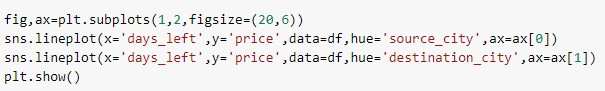 fig,ax=plt.subplots(1,2,figsize=(20,6))
sns.lineplot(x='days_left',y='price',data=df,hue='source_city',ax=ax[0])
sns.lineplot(x='days_left',y='price',data=df,hue='destination_city',ax=ax[1])
plt.show()